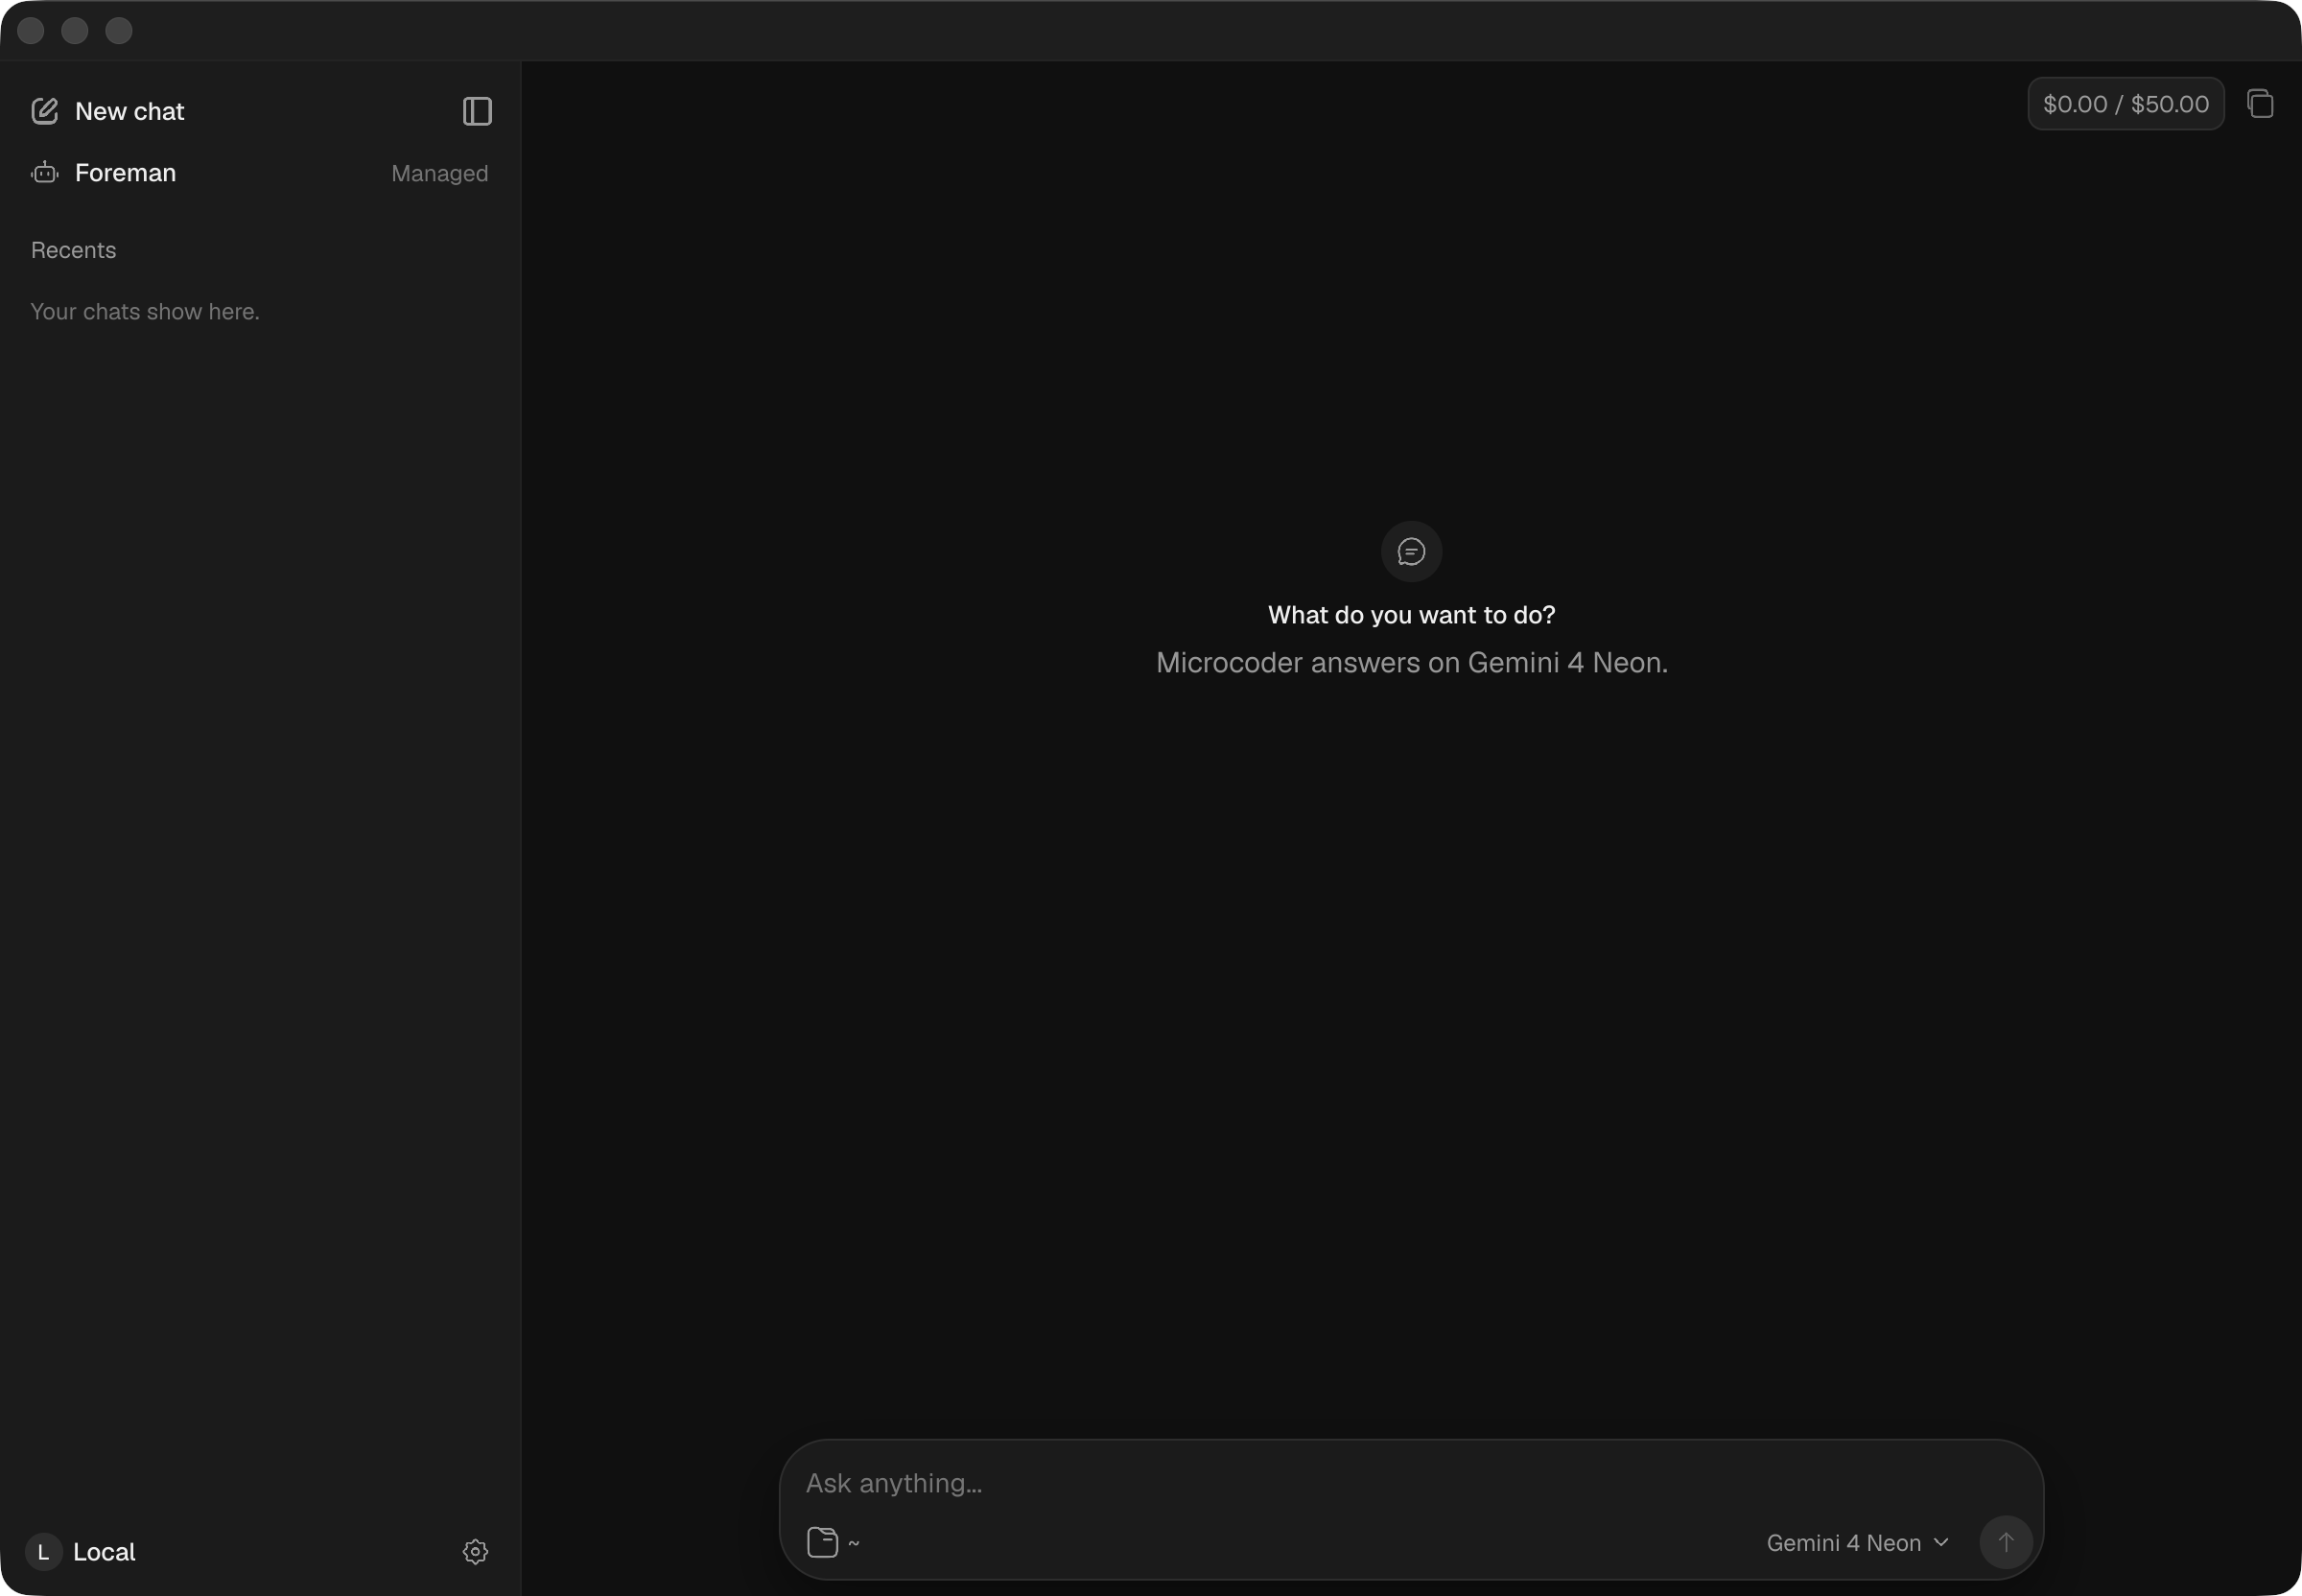 New chat
Foreman
Managed
Recents
Your chats show here.
$0.00 / $50.00
What do you want to do?
Microcoder answers on Gemini 4 Neon.
Ask anything...
~
Gemini 4 Neon
L
Local